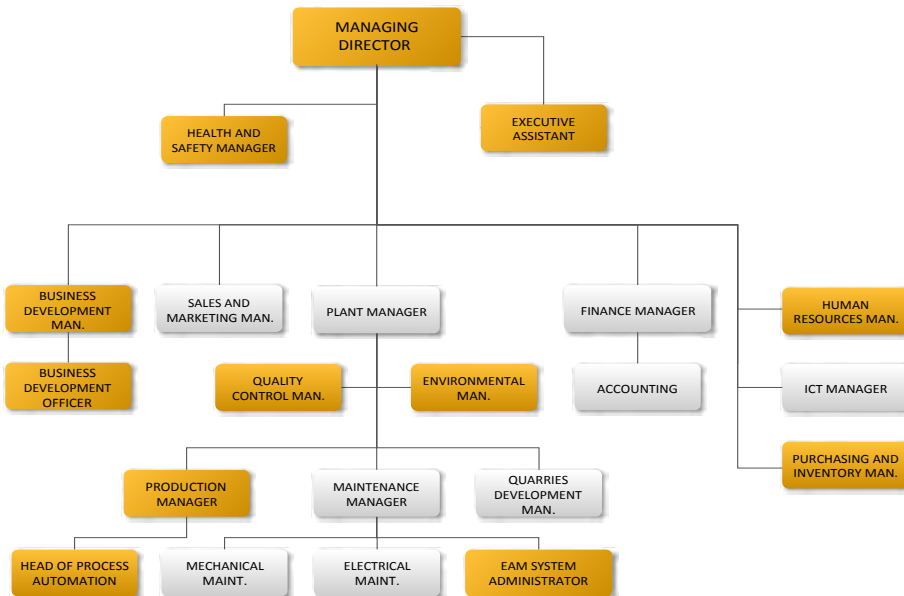 MANAGING
DIRECTOR
HEALTH AND
SAFETY MANAGER
EXECUTIVE
ASSISTANT
BUSINESS
DEVELOPMENT
MAN.
SALES AND
MARKETING MAN.
PLANT MANAGER
FINANCE MANAGER
HUMAN
RESOURCES MAN.
BUSINESS
DEVELOPMENT
OFFICER
QUALITY
CONTROL MAN.
ENVIRONMENTAL
MAN.
ACCOUNTING
ICT MANAGER
PURCHASING AND
INVENTORY MAN.
PRODUCTION
MANAGER
MAINTENANCE
MANAGER
QUARRIES
DEVELOPMENT
MAN.
HEAD OF PROCESS
AUTOMATION
MECHANICAL
MAINT.
ELECTRICAL
MAINT.
EAM SYSTEM
ADMINISTRATOR